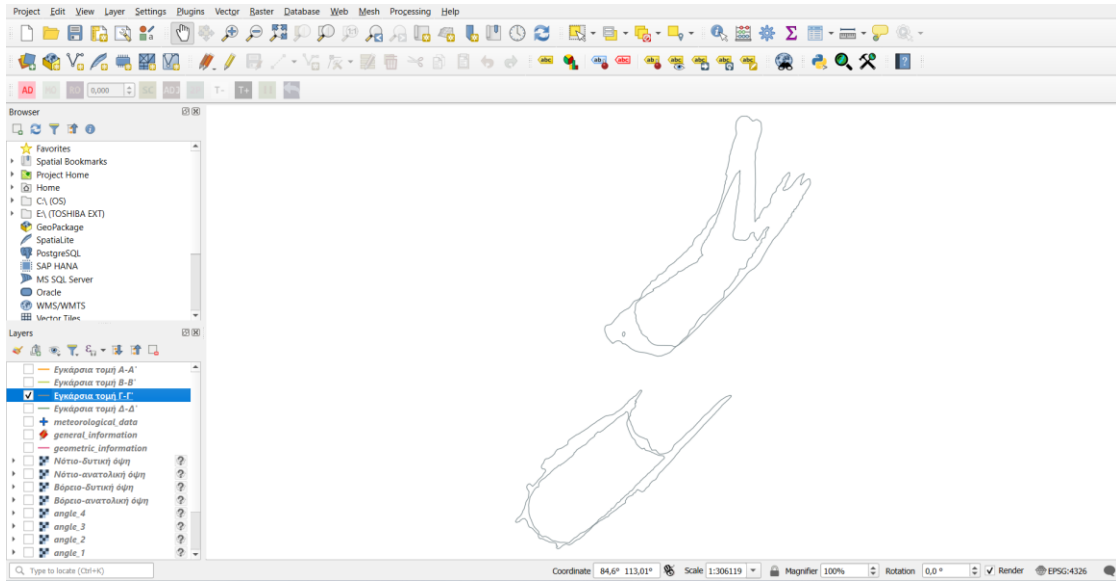 Project Edit View Layer Settings Plugins Vector Raster Database Web Mesh Processing Help
AD
0,000
T-
T+
Browser
Favorites
Spatial Bookmarks
Project Home
Home
C:\ (OS)
E:\ (TOSHIBA EXT)
GeoPackage
SpatiaLite
PostgreSQL
SAP HANA
MS SQL Server
Oracle
WMS/WMTS
Vector Tiles
Layers
Εγκάρσια τομή Α-Α'
Εγκάρσια τομή Β-Β'
Εγκάρσια τομή Γ-Γ'
Εγκάρσια τομή Δ-Δ'
meteorological_data
general_information
geometric_information
Νότιο-δυτική όψη ?
Νότιο-ανατολική όψη ?
Βόρειο-δυτική όψη ?
Βόρειο-ανατολική όψη ?
angle_4 ?
angle_3 ?
angle_2 ?
angle_1 ?
Type to locate (Ctrl+K) Coordinate 84,6° 113,01° Scale 1:306119 Magnifier 100% Rotation 0,0 ° Render EPSG:4326